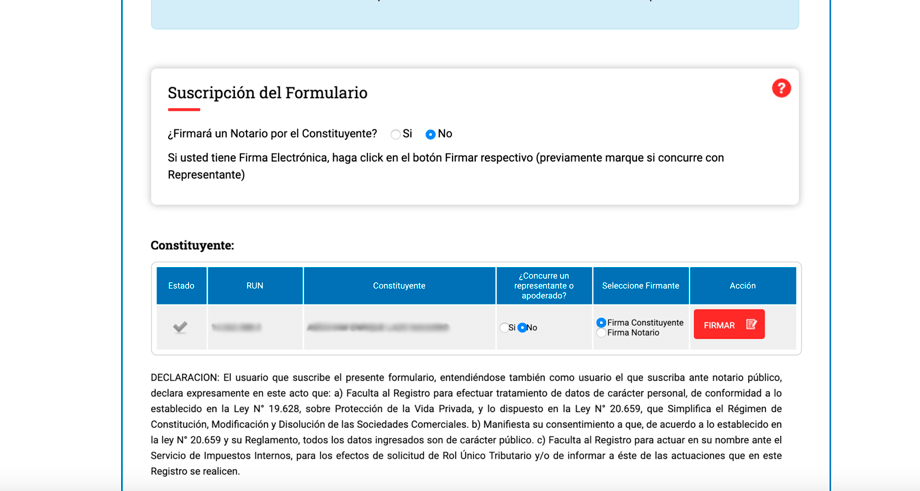 Suscripción del Formulario
?
¿Firmará un Notario por el Constituyente? Si No
Si usted tiene Firma Electrónica, haga click en el botón Firmar respectivo (previamente marque si concurre con
Representante)
Constituyente:
Estado RUN Constituyente ¿Concurre un representante o apoderado? Seleccione Firmante Acción
Si No
Firma Constituyente
Firma Notario
FIRMAR
DECLARACION: El usuario que suscribe el presente formulario, entendiéndose también como usuario el que suscriba ante notario público,
declara expresamente en este acto que: a) Faculta al Registro para efectuar tratamiento de datos de carácter personal, de conformidad a lo
establecido en la Ley N° 19.628, sobre Protección de la Vida Privada, y lo dispuesto en la Ley N° 20.659, que Simplifica el Régimen de
Constitución, Modificación y Disolución de las Sociedades Comerciales. b) Manifiesta su consentimiento a que, de acuerdo a lo establecido en
la ley N° 20.659 y su Reglamento, todos los datos ingresados son de carácter público. c) Faculta al Registro para actuar en su nombre ante el
Servicio de Impuestos Internos, para los efectos de solicitud de Rol Único Tributario y/o de informar a éste de las actuaciones que en este
Registro se realicen.